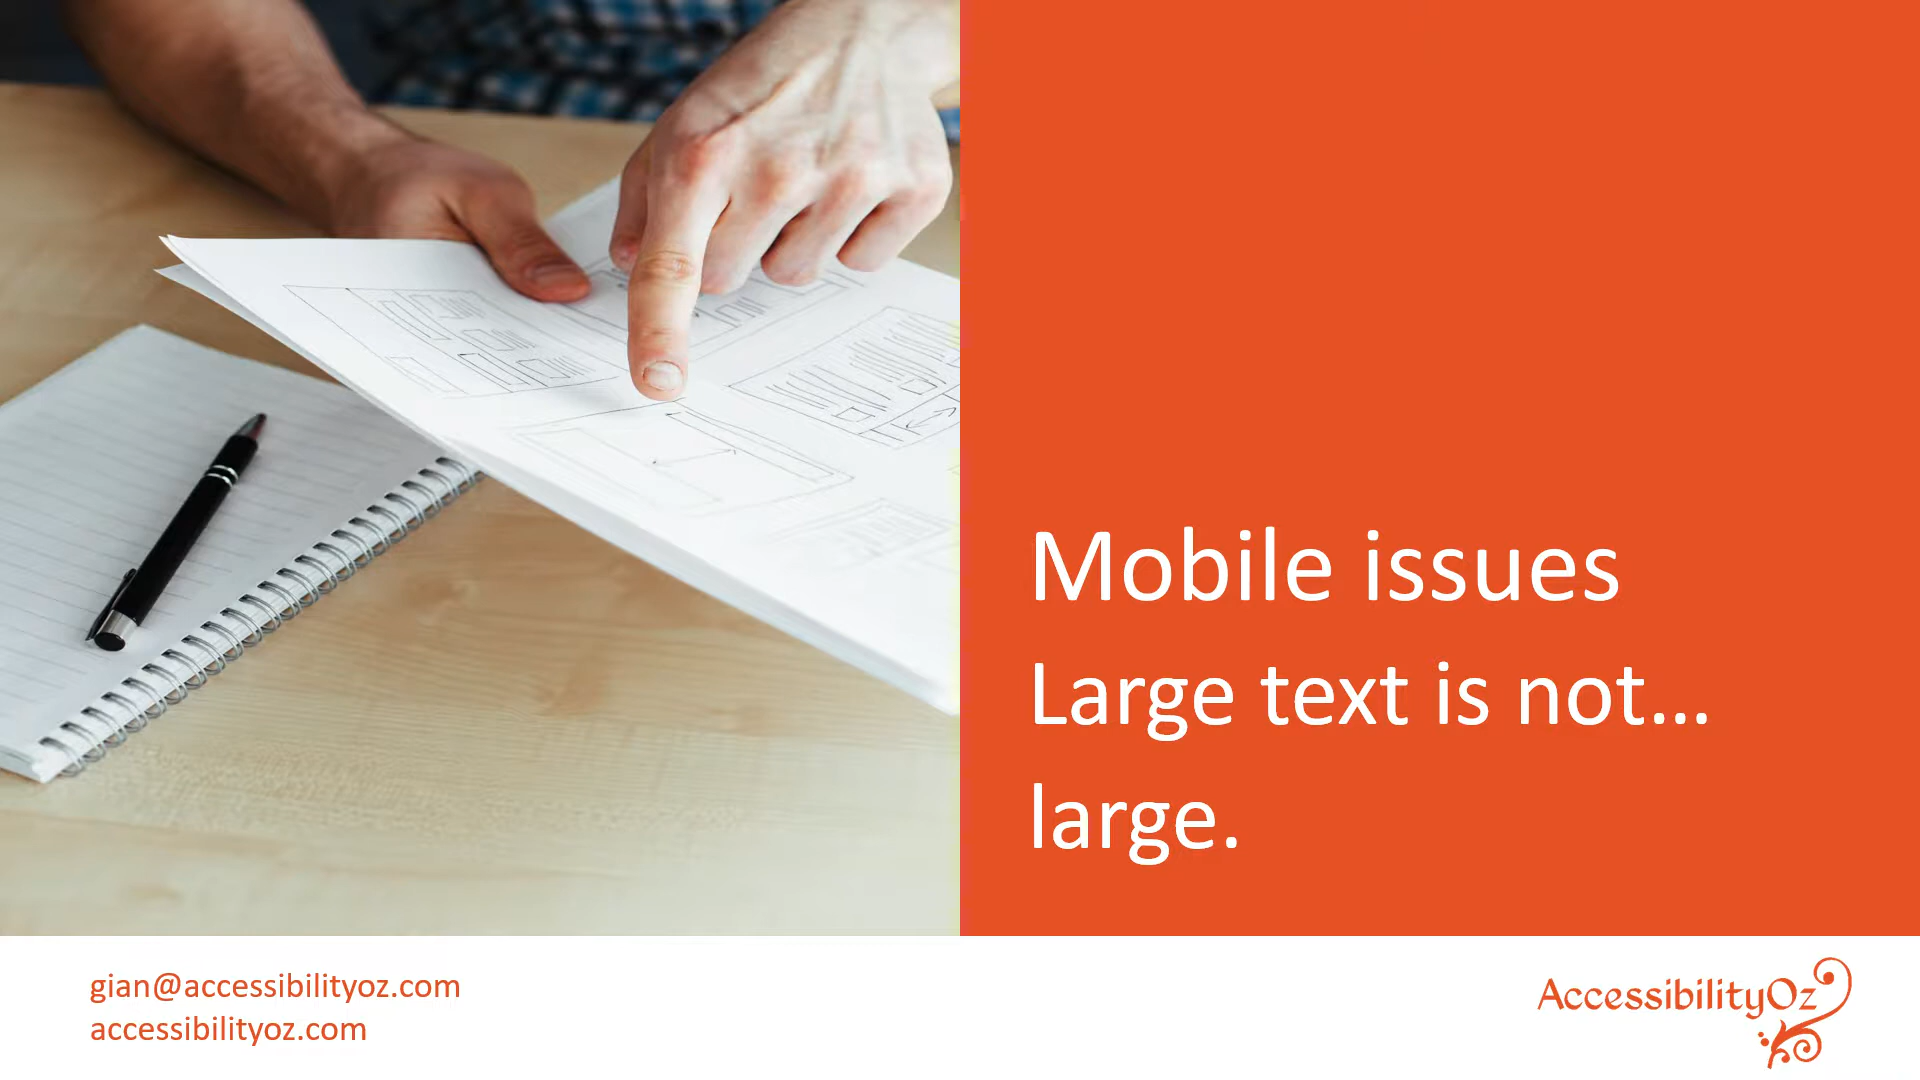 Mobile issues
Large text is not...
large.
gian@accessibilityoz.com
accessibilityoz.com
AccessibilityOz